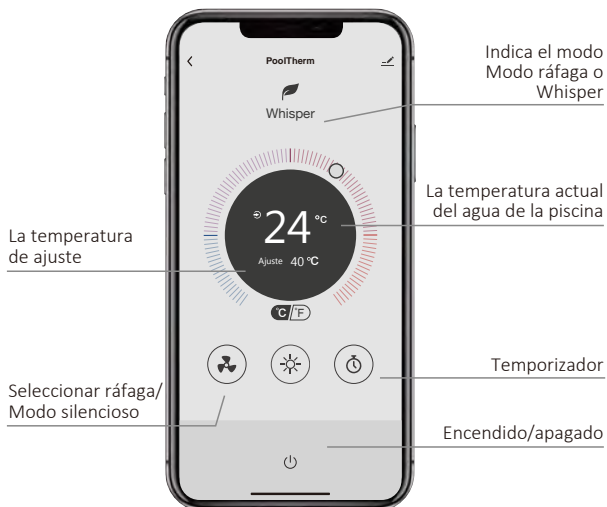 PoolTherm
Whisper
24 °C
Ajuste 40 °C
°C/°F
Indica el modo
Modo ráfaga o
Whisper
La temperatura actual
del agua de la piscina
La temperatura
de ajuste
Temporizador
Seleccionar ráfaga/
Modo silencioso
Encendido/apagado